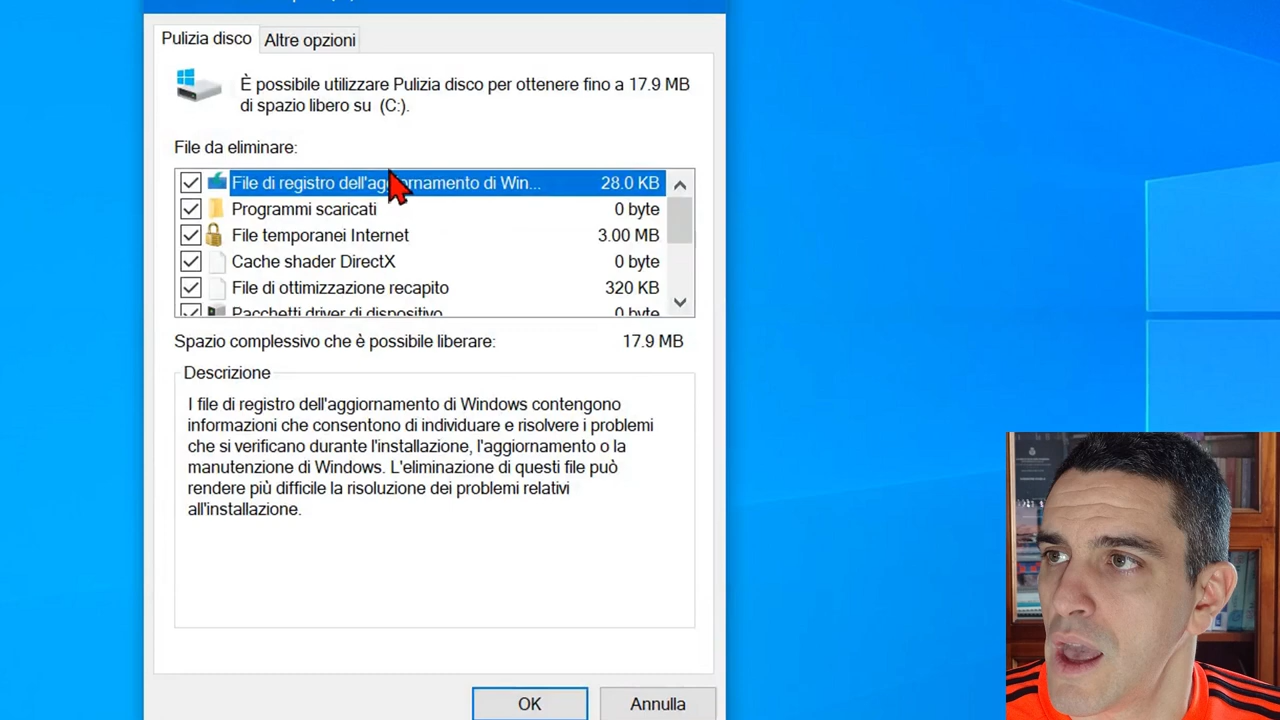 Pulizia disco
Altre opzioni
È possibile utilizzare Pulizia disco per ottenere fino a 17.9 MB
di spazio libero su (C:).
File da eliminare:
File di registro dell'aggiornamento di Win... 28.0 KB
Programmi scaricati 0 byte
File temporanei Internet 3.00 MB
Cache shader DirectX 0 byte
File di ottimizzazione recapito 320 KB
Pacchetti driver di dispositivo 0 byte
Spazio complessivo che è possibile liberare: 17.9 MB
Descrizione
I file di registro dell'aggiornamento di Windows contengono
informazioni che consentono di individuare e risolvere i problemi
che si verificano durante l'installazione, l'aggiornamento o la
manutenzione di Windows. L'eliminazione di questi file può
rendere più difficile la risoluzione dei problemi relativi
all'installazione.
OK
Annulla